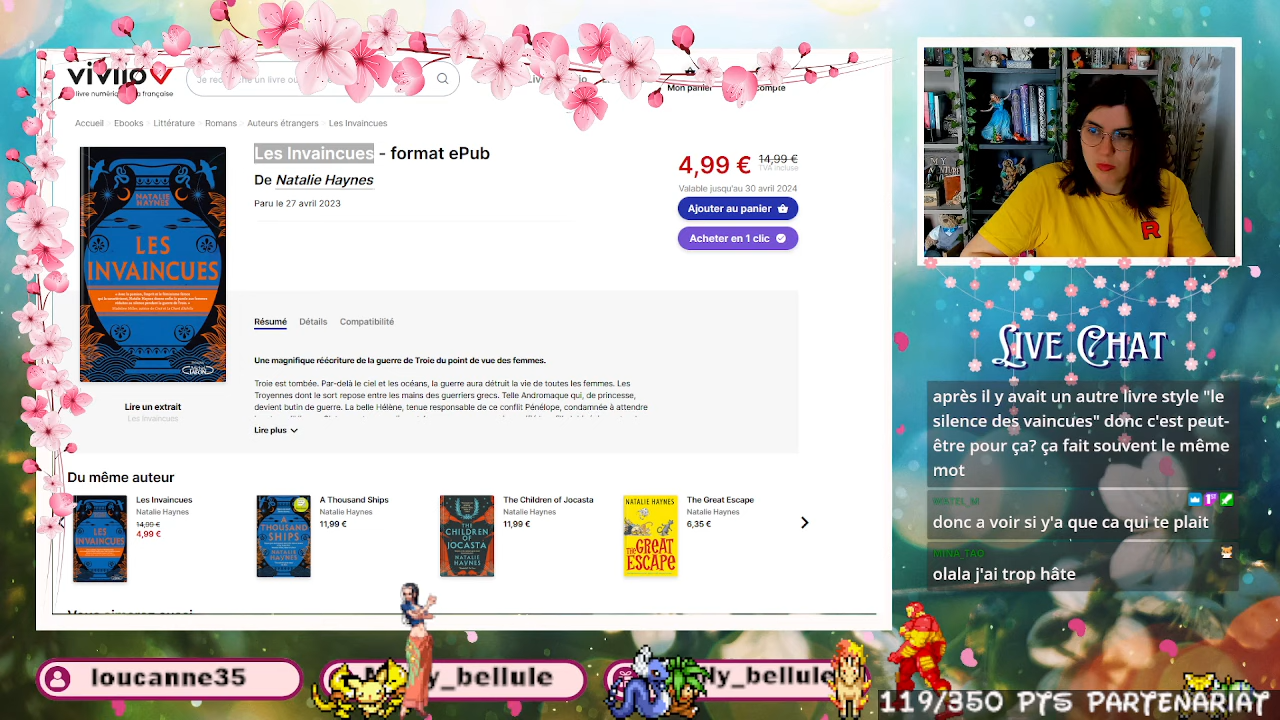 vivlio
Accueil Ebooks Littérature Romans Auteurs étrangers Les Invaincues
Les Invaincues - format ePub
De Natalie Haynes
Paru le 27 avril 2023
4,99 € 14,99 €
TVA incluse
Valable jusqu'au 30 avril 2024
Ajouter au panier
Acheter en 1 clic
NATALIE
HAYNES
LES
INVAINCUES
Lire un extrait
Les Invaincues
Résumé Détails Compatibilité
Une magnifique réécriture de la guerre de Troie du point de vue des femmes.
Troie est tombée. Par-delà le ciel et les océans, la guerre aura détruit la vie de toutes les femmes. Les
Troyennes dont le sort repose entre les mains des guerriers grecs. Telle Andromaque qui, de princesse,
devient butin de guerre. La belle Hélène, tenue responsable de ce conflit Pénélope, condamnée à attendre
Lire plus
Du même auteur
Les Invaincues
Natalie Haynes
14,99 €
4,99 €
A Thousand Ships
Natalie Haynes
11,99 €
The Children of Jocasta
Natalie Haynes
11,99 €
The Great Escape
Natalie Haynes
6,35 €
LES
INVAINCUES
A THOUSAND
SHIPS
NATALIE
HAYNES
THE
CHILDREN
OF
JOCASTA
NATALIE HAYNES
NATALIE HAYNES
THE
GREAT
ESCAPE
R
Live Chat
après il y avait un autre livre style "le
silence des vaincues" donc c'est peut-
être pour ça? ça fait souvent le même
mot
donc a voir si y'a que ca qui te plait
MINA_TAO
olala j'ai trop hâte
loucanne35
y_bellule
ly_bellule
119/350 PTS PARTENARIAT